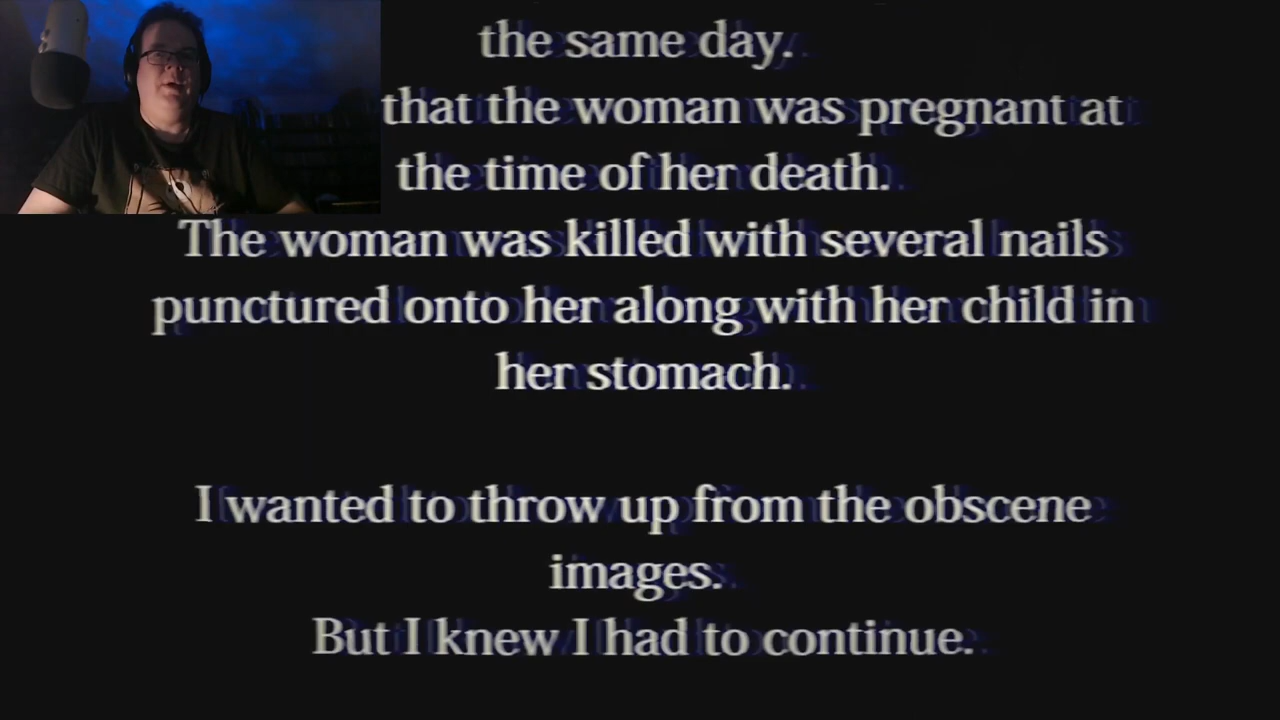 the same day.
that the woman was pregnant at
the time of her death.
The woman was killed with several nails
punctured onto her along with her child in
her stomach.
I wanted to throw up from the obscene
images.
But I knew I had to continue.